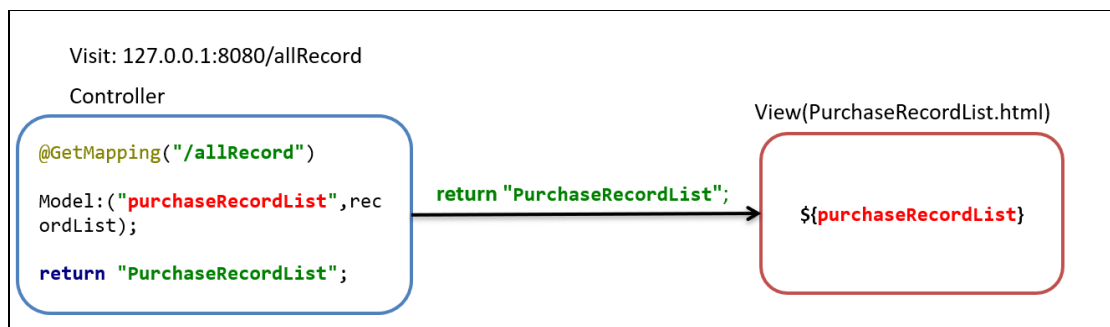 Visit: 127.0.0.1:8080/allRecord
Controller
@GetMapping("/allRecord")
Model:("purchaseRecordList",rec
ordList);
return "PurchaseRecordList";
return "PurchaseRecordList";
View(PurchaseRecordList.html)
${purchaseRecordList}